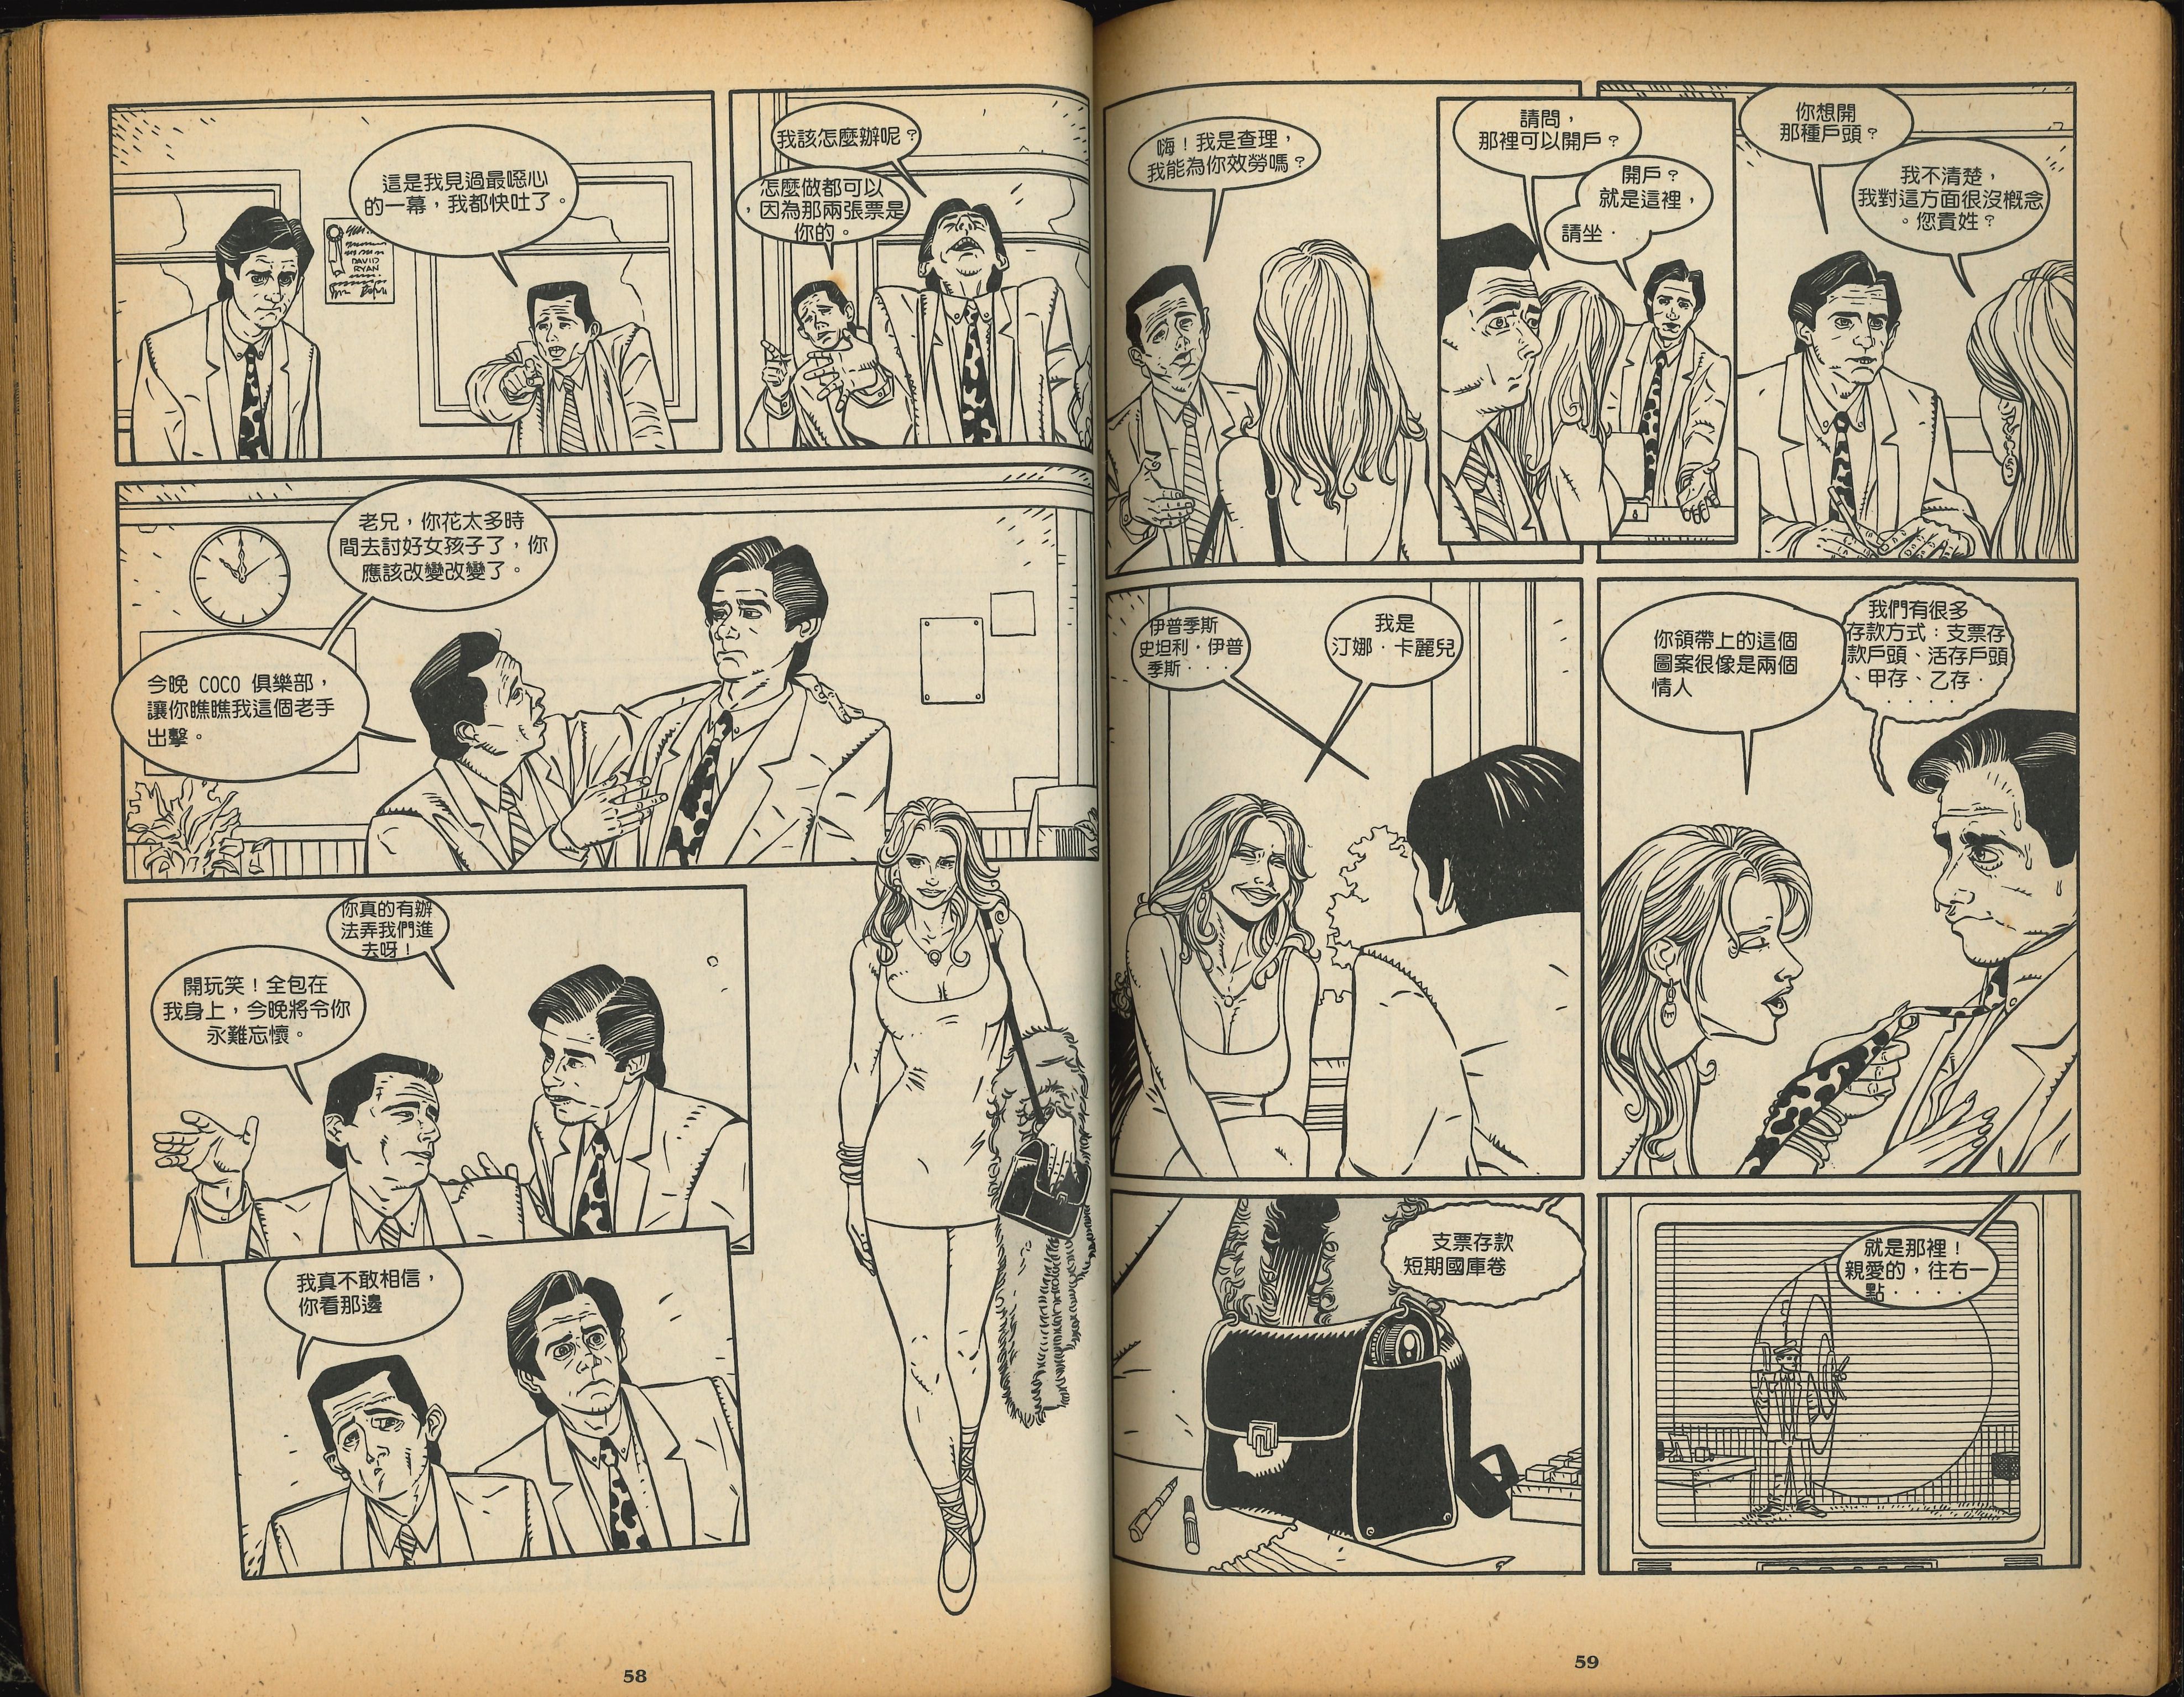 這是我見過最噁心
的一幕，我都快吐了。
DAVID
RYAN
我該怎麼辦呢？
怎麼做都可以
，因為那兩張票是
你的。
老兄，你花太多時
間去討好女孩子了，你
應該改變改變了。
今晚 COCO 俱樂部，
讓你瞧瞧我這個老手
出擊。
你真的有辦
法弄我們進
去呀！
開玩笑！全包在
我身上，今晚將令你
永難忘懷。
我真不敢相信，
你看那邊
58
嗨！我是查理，
我能為你效勞嗎？
請問，
那裡可以開戶？
開戶？
就是這裡，
請坐．
你想開
那種戶頭？
我不清楚，
我對這方面很沒概念
。您貴姓？
伊普季斯
史坦利．伊普
季斯．．．
我是
汀娜．卡麗兒
你領帶上的這個
圖案很像是兩個
情人
我們有很多
存款方式：支票存
款戶頭、活存戶頭
、甲存、乙存．
．．．．
支票存款
短期國庫卷
就是那裡！
親愛的，往右一
點．．．．
59